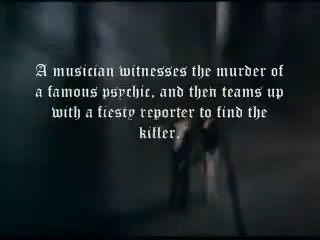 A musician witnesses the murder of
a famous psychic, and then teams up
with a fiesty reporter to find the
killer.